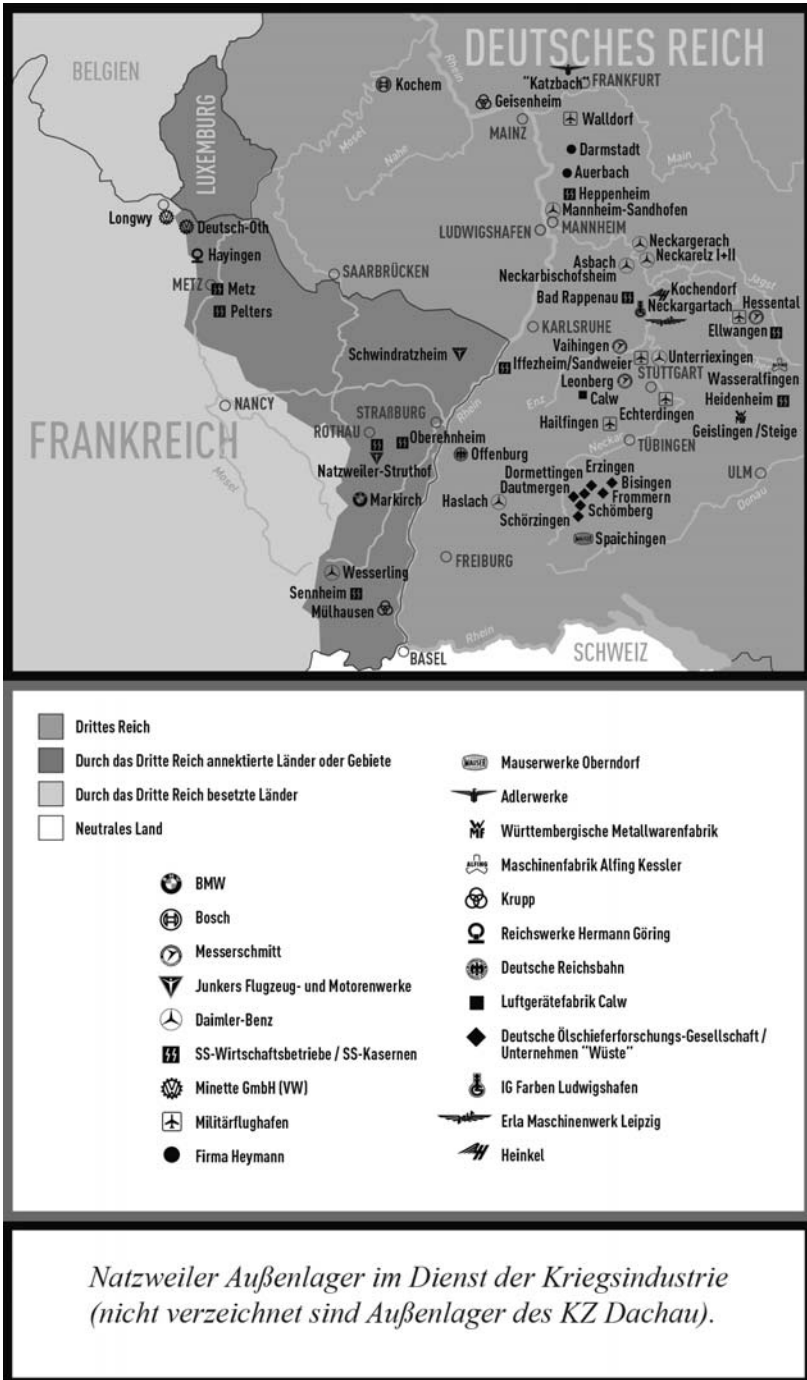 DEUTSCHES REICH
BELGIEN
LUXEMBURG
Rhein
Kochem
"Katzbach"
FRANKFURT
Geisenheim
MAINZ
Walldorf
Mosel
Nahe
Main
Darmstadt
Auerbach
Heppenheim
Longwy
Deutsch-Oth
Mannheim-Sandhofen
LUDWIGSHAFEN
MANNHEIM
Hayingen
Neckargerach
Neckarelz I+II
Asbach
Neckarbischofsheim
METZ
Metz
SAARBRÜCKEN
Jagst
Bad Rappenau
Kochendorf
Neckargartach
Hessental
Pelters
KARLSRUHE
Ellwangen
Schwindratzheim
Vaihingen
Iffezheim/Sandweier
Unterriexingen
STUTTGART
Wasseralfingen
Leonberg
Enz
Calw
Heidenheim
NANCY
STRAßBURG
Rhein
Echterdingen
FRANKREICH
ROTHAU
Oberehnheim
Hailfingen
Geislingen /Steige
Neckar
TÜBINGEN
Natzweiler-Struthof
Offenburg
Erzingen
ULM
Dormettingen
Bisingen
Mosel
Markirch
Haslach
Dautmergen
Frommern
Donau
Schömberg
Schörzingen
MAUSER
Spaichingen
FREIBURG
Wesserling
Sennheim
Mülhausen
Rhein
BASEL
SCHWEIZ
Drittes Reich
Durch das Dritte Reich annektierte Länder oder Gebiete
Durch das Dritte Reich besetzte Länder
Neutrales Land
BMW
Bosch
Messerschmitt
Junkers Flugzeug- und Motorenwerke
Daimler-Benz
SS-Wirtschaftsbetriebe / SS-Kasernen
Minette GmbH (VW)
Militärflughafen
Firma Heymann
MAUSER
Mauserwerke Oberndorf
Adlerwerke
WMF
Württembergische Metallwarenfabrik
ALFING
Maschinenfabrik Alfing Kessler
Krupp
Reichswerke Hermann Göring
Deutsche Reichsbahn
Luftgerätefabrik Calw
Deutsche Ölschieferforschungs-Gesellschaft /
Unternehmen "Wüste"
IG Farben Ludwigshafen
Erla Maschinenwerk Leipzig
Heinkel
Natzweiler Außenlager im Dienst der Kriegsindustrie
(nicht verzeichnet sind Außenlager des KZ Dachau).